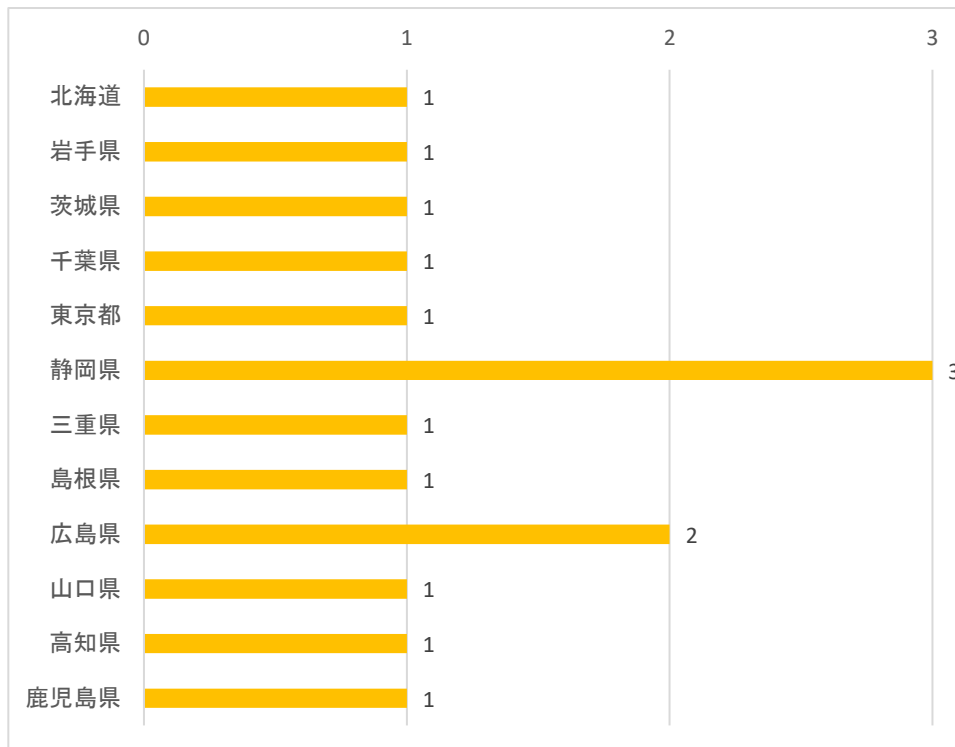 0 1 2 3
北海道 1
岩手県 1
茨城県 1
千葉県 1
東京都 1
静岡県 3
三重県 1
島根県 1
広島県 2
山口県 1
高知県 1
鹿児島県 1